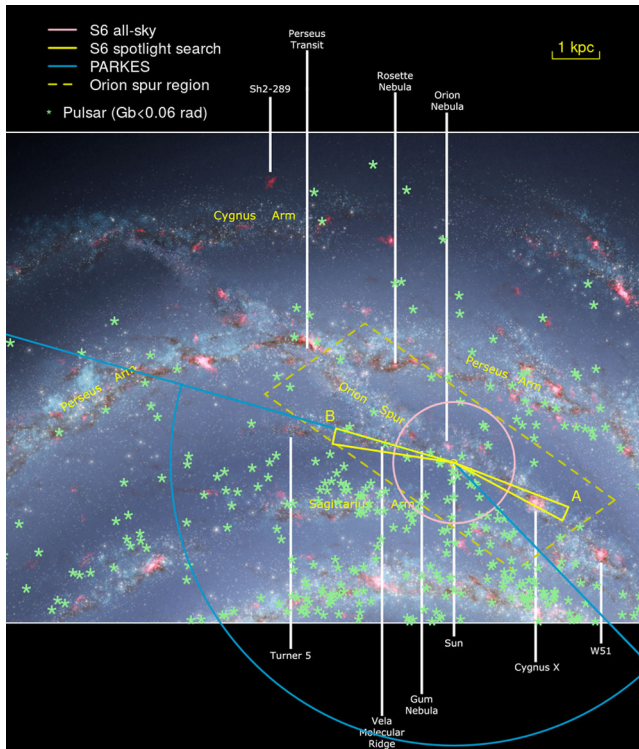 S6 all-sky
S6 spotlight search
PARKES
Orion spur region
* Pulsar (Gb<0.06 rad)
1 kpc
Perseus
Transit
Rosette
Nebula
Orion
Nebula
Sh2-289
Cygnus Arm
Perseus Arm
Orion Spur
Perseus Arm
B
A
Sagittarius Arm
Turner 5
Vela
Molecular
Ridge
Gum
Nebula
Sun
Cygnus X
W51